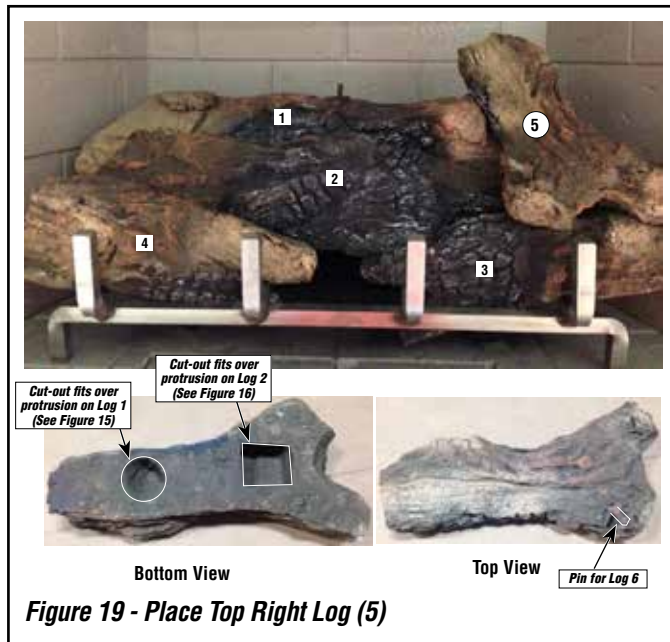 1
5
2
4
3
Cut-out fits over
protrusion on Log 1
(See Figure 15)
Cut-out fits over
protrusion on Log 2
(See Figure 16)
Bottom View
Top View
Pin for Log 6
Figure 19 - Place Top Right Log (5)